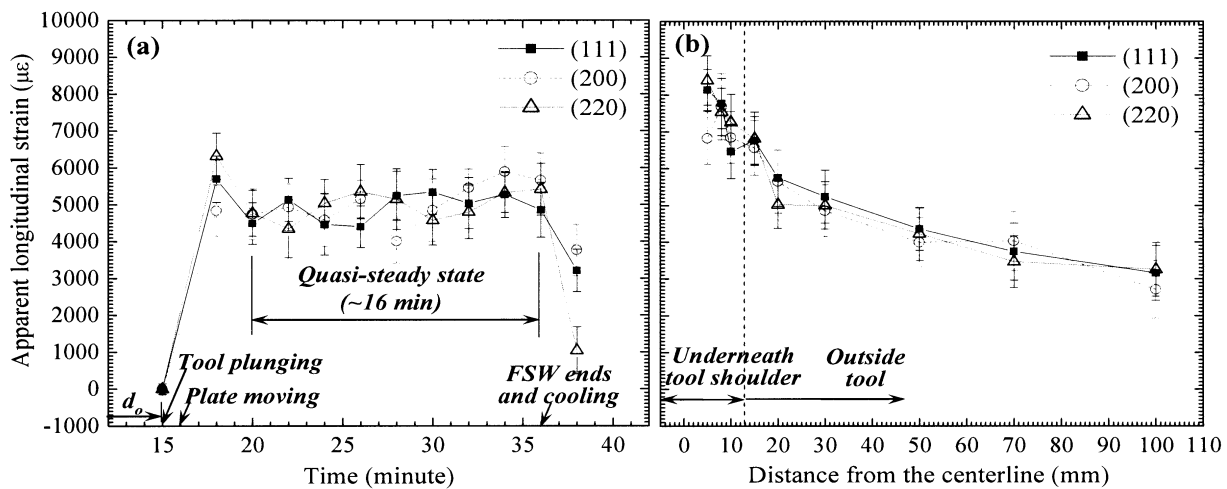 (a)
(111)
(200)
(220)
Apparent longitudinal strain (με)
10000
9000
8000
7000
6000
5000
4000
3000
2000
1000
0
-1000
Quasi-steady state
(~16 min)
Tool plunging
Plate moving
dₒ
FSW ends
and cooling
15 20 25 30 35 40
Time (minute)
(b)
(111)
(200)
(220)
Underneath
tool shoulder
Outside
tool
0 10 20 30 40 50 60 70 80 90 100 110
Distance from the centerline (mm)